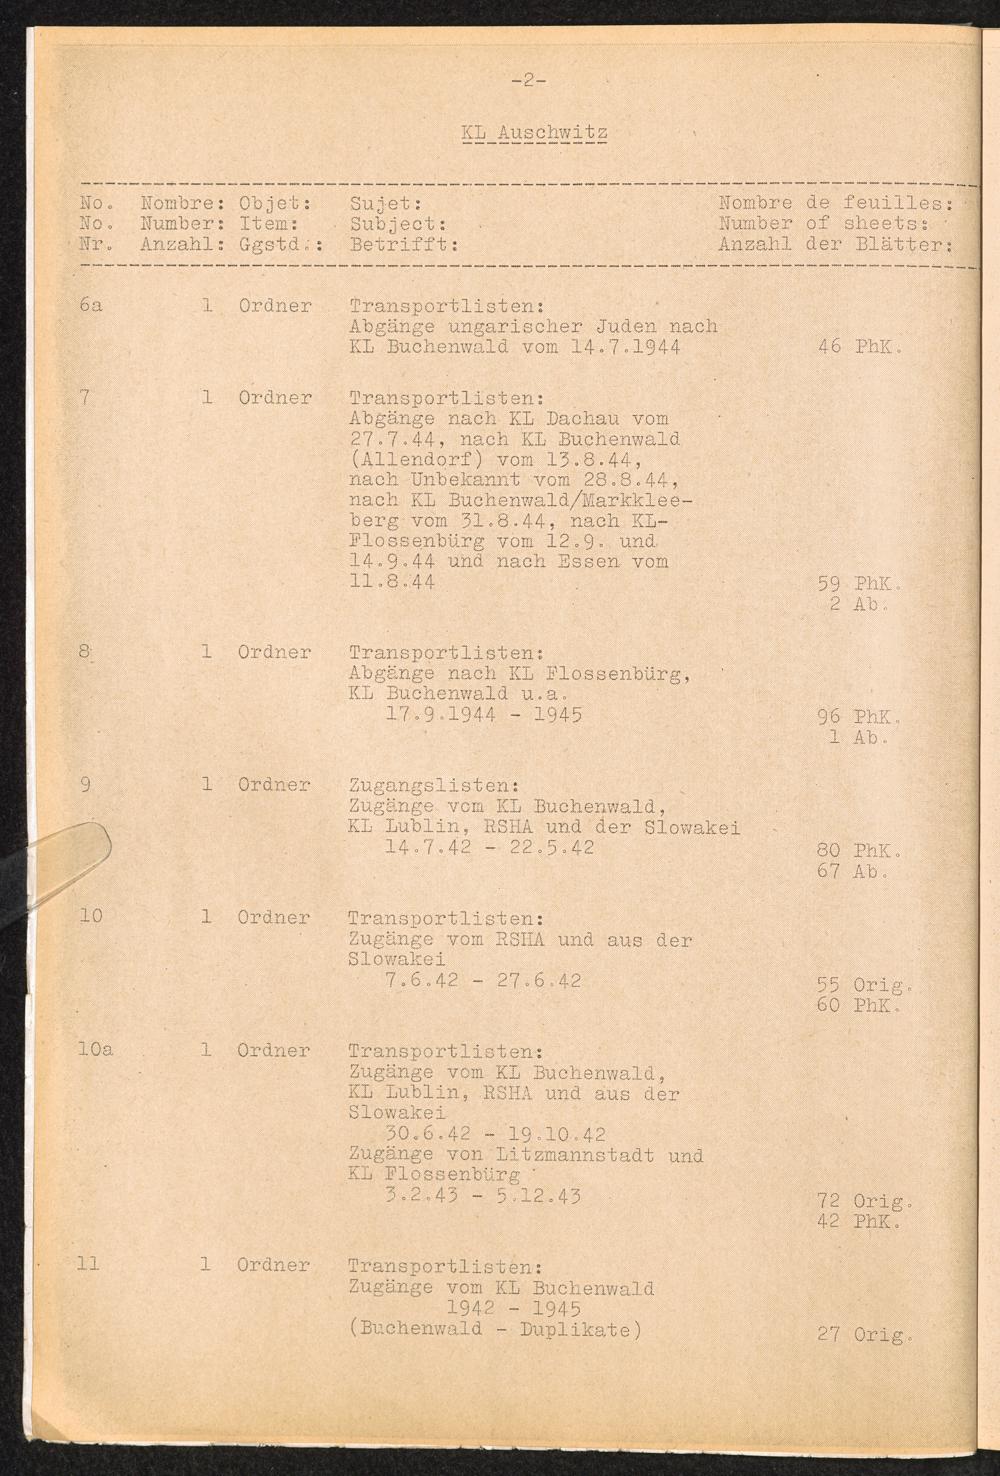 -2-
KL Auschwitz
No. Nombre: Objet: Sujet: Nombre de feuilles:
No. Number: Item: Subject: Number of sheets:
Nr. Anzahl: Ggstd.: Betrifft: Anzahl der Blätter:
6a 1 Ordner Transportlisten:
Abgänge ungarischer Juden nach
KL Buchenwald vom 14.7.1944 46 PhK.
7 1 Ordner Transportlisten:
Abgänge nach KL Dachau vom
27.7.44, nach KL Buchenwald
(Allendorf) vom 13.8.44,
nach Unbekannt vom 28.8.44,
nach KL Buchenwald/Markklee-
berg vom 31.8.44, nach KL-
Flossenbürg vom 12.9. und
14.9.44 und nach Essen vom
11.8.44 59 PhK.
2 Ab.
8 1 Ordner Transportlisten:
Abgänge nach KL Flossenbürg,
KL Buchenwald u.a.
17.9.1944 - 1945 96 PhK.
1 Ab.
9 1 Ordner Zugangslisten:
Zugänge vom KL Buchenwald,
KL Lublin, RSHA und der Slowakei
14.7.42 - 22.5.42 80 PhK.
67 Ab.
10 1 Ordner Transportlisten:
Zugänge vom RSHA und aus der
Slowakei
7.6.42 - 27.6.42 55 Orig.
60 PhK.
10a 1 Ordner Transportlisten:
Zugänge vom KL Buchenwald,
KL Lublin, RSHA und aus der
Slowakei
30.6.42 - 19.10.42
Zugänge von Litzmannstadt und
KL Flossenbürg
3.2.43 - 5.12.43 72 Orig.
42 PhK.
11 1 Ordner Transportlisten:
Zugänge vom KL Buchenwald
1942 - 1945
(Buchenwald - Duplikate) 27 Orig.